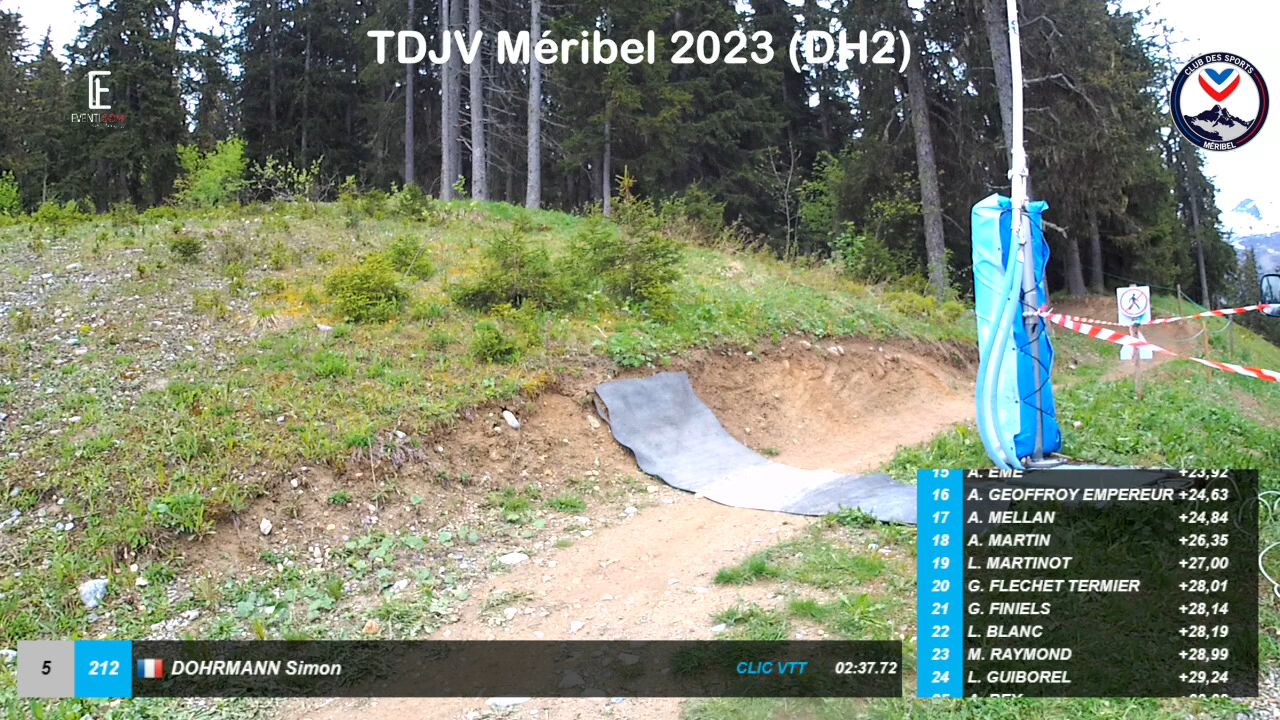 TDJV Méribel 2023 (DH2)
CLUB DES SPORTS
MÉRIBEL
15 A. EME +23,92
16 A. GEOFFROY EMPEREUR +24,63
17 A. MELLAN +24,84
18 A. MARTIN +26,35
19 L. MARTINOT +27,00
20 G. FLECHET TERMIER +28,01
21 G. FINIELS +28,14
22 L. BLANC +28,19
23 M. RAYMOND +28,99
24 L. GUIBOREL +29,24
5 212 DOHRMANN Simon CLIC VTT 02:37.72